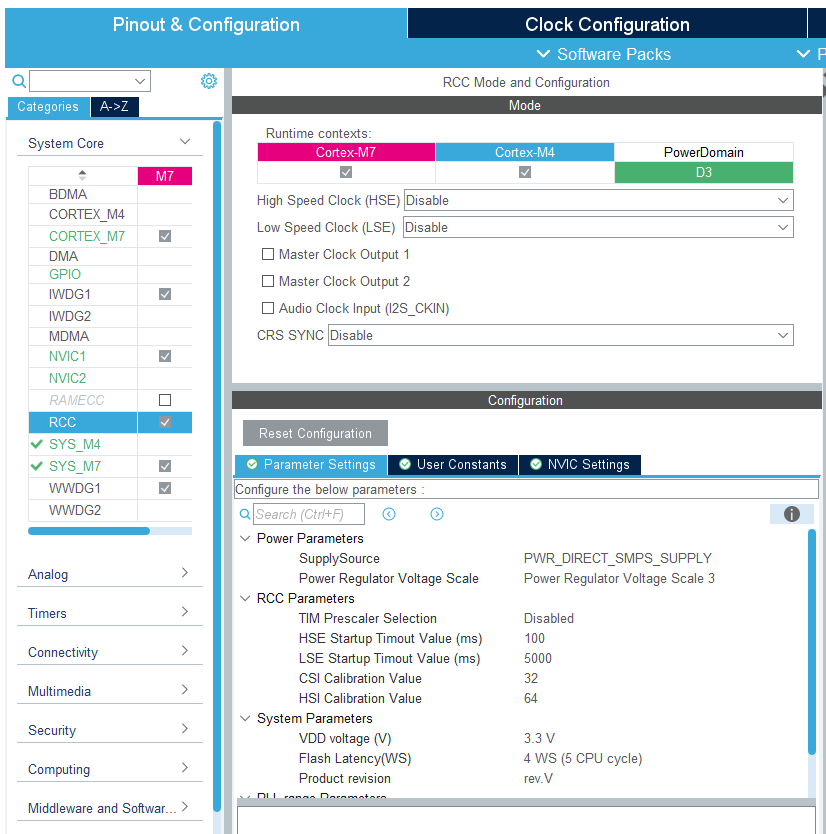 Pinout & Configuration
Clock Configuration
Software Packs
P
Categories
A->Z
System Core
M7
BDMA
CORTEX_M4
CORTEX_M7
DMA
GPIO
IWDG1
IWDG2
MDMA
NVIC1
NVIC2
RAMECC
RCC
SYS_M4
SYS_M7
WWDG1
WWDG2
Analog
Timers
Connectivity
Multimedia
Security
Computing
Middleware and Softwar...
RCC Mode and Configuration
Mode
Runtime contexts:
Cortex-M7 Cortex-M4 PowerDomain
D3
High Speed Clock (HSE) Disable
Low Speed Clock (LSE) Disable
Master Clock Output 1
Master Clock Output 2
Audio Clock Input (I2S_CKIN)
CRS SYNC Disable
Configuration
Reset Configuration
Parameter Settings User Constants NVIC Settings
Configure the below parameters :
Search (Ctrl+F)
Power Parameters
SupplySource PWR_DIRECT_SMPS_SUPPLY
Power Regulator Voltage Scale Power Regulator Voltage Scale 3
RCC Parameters
TIM Prescaler Selection Disabled
HSE Startup Timout Value (ms) 100
LSE Startup Timout Value (ms) 5000
CSI Calibration Value 32
HSI Calibration Value 64
System Parameters
VDD voltage (V) 3.3 V
Flash Latency(WS) 4 WS (5 CPU cycle)
Product revision rev.V
PLL range Parameters